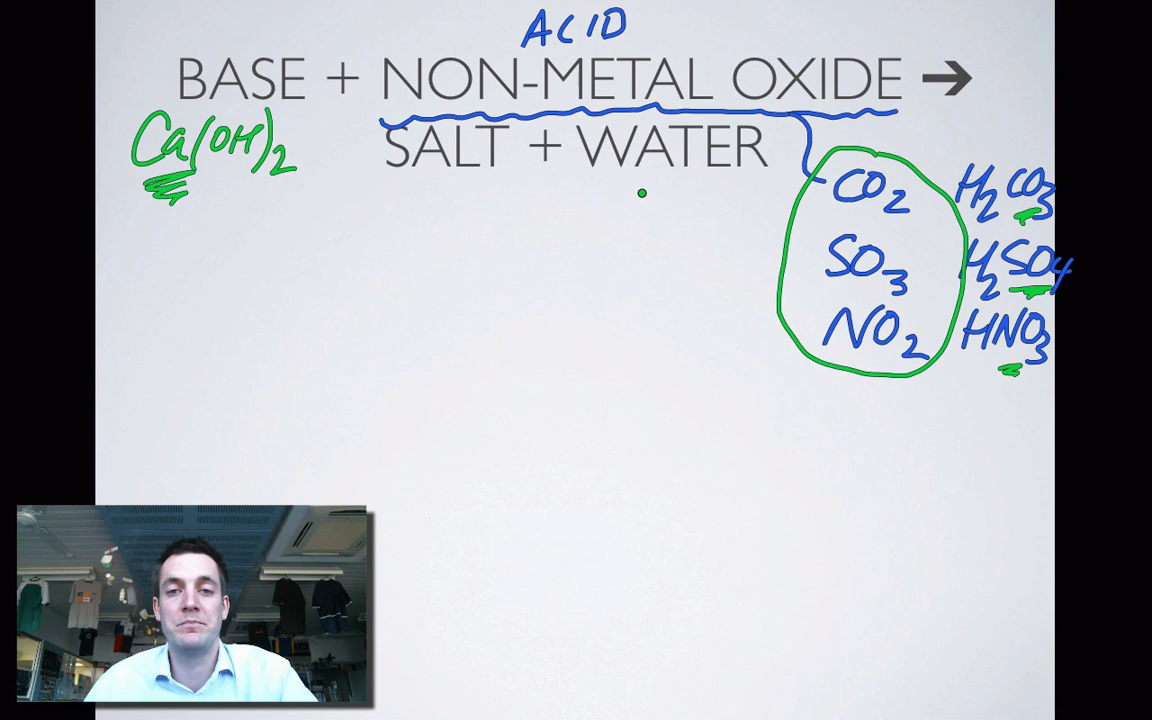 ACID
BASE + NON-METAL OXIDE →
Ca(OH)2 SALT + WATER
CO2 H2CO3
SO3 H2SO4
NO2 HNO3